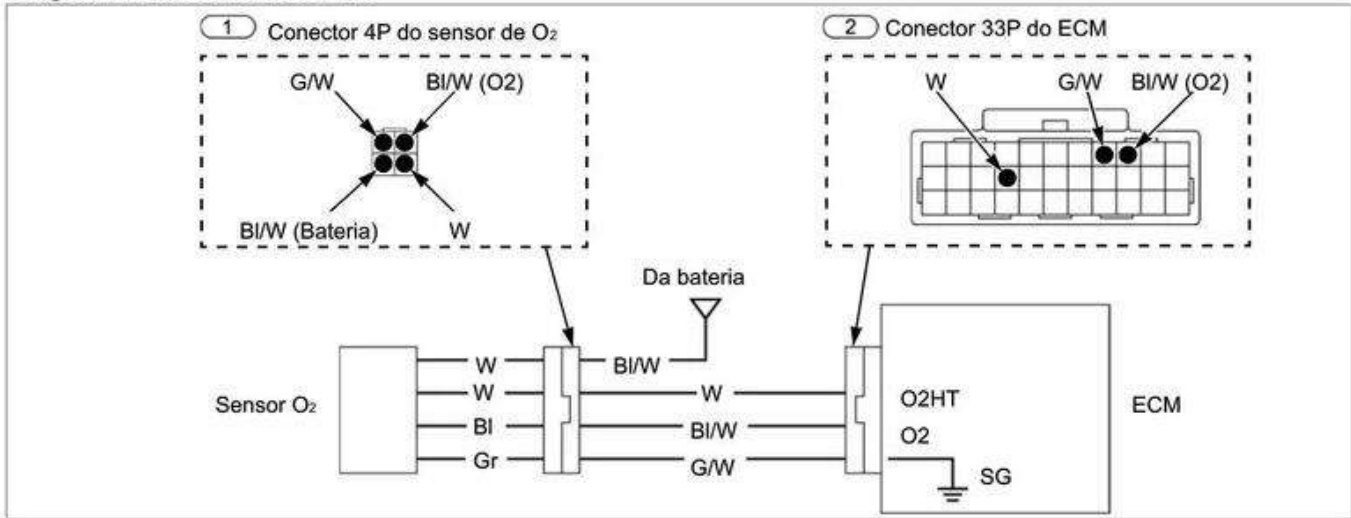 1 Conector 4P do sensor de O₂
2 Conector 33P do ECM
G/W
Bl/W (O2)
Bl/W (Bateria)
W
W
G/W
Bl/W (O2)
Da bateria
W
Bl/W
W
W
Bl
Bl/W
Gr
G/W
Sensor O₂
O2HT
O2
SG
ECM